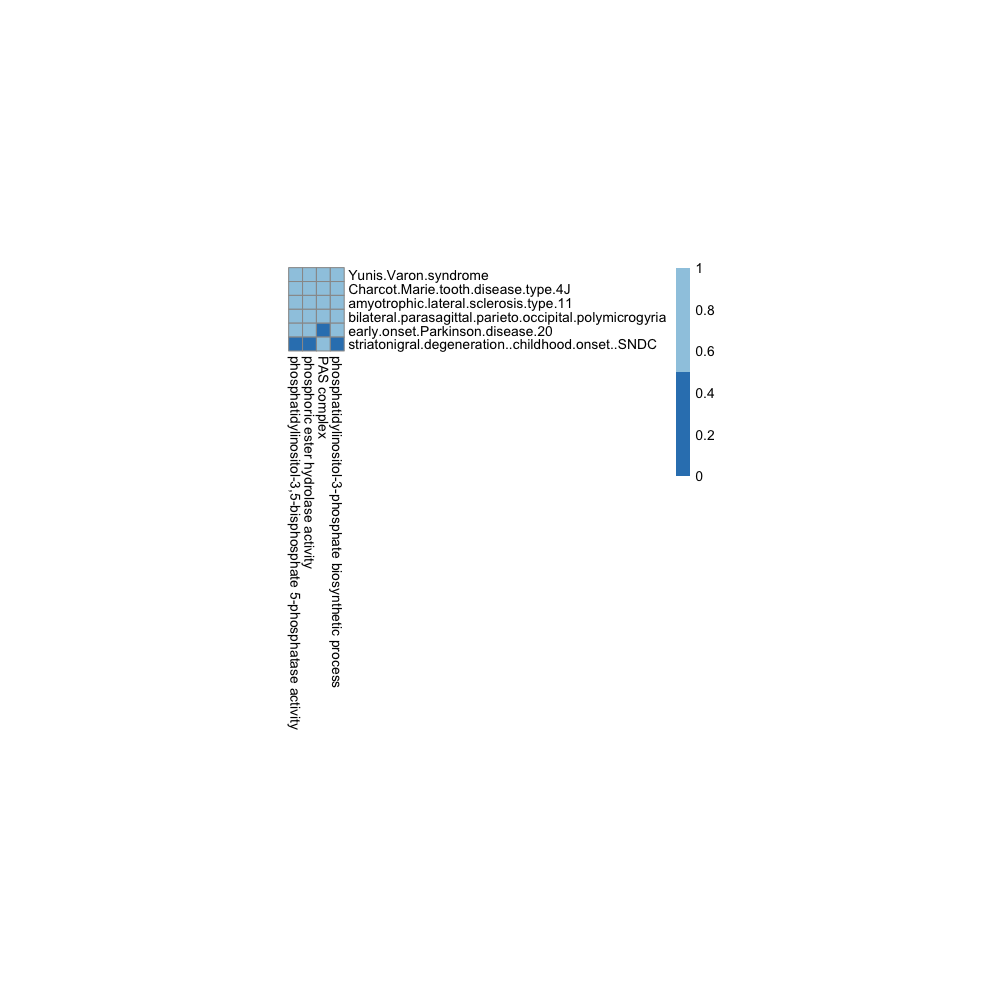 Yunis.Varon.syndrome
Charcot.Marie.tooth.disease.type.4J
amyotrophic.lateral.sclerosis.type.11
bilateral.parasagittal.parieto.occipital.polymicrogyria
early.onset.Parkinson.disease.20
striatonigral.degeneration..childhood.onset..SNDC
phosphatidylinositol-3,5-bisphosphate 5-phosphatase activity
phosphoric ester hydrolase activity
PAS complex
phosphatidylinositol-3-phosphate biosynthetic process
1
0.8
0.6
0.4
0.2
0